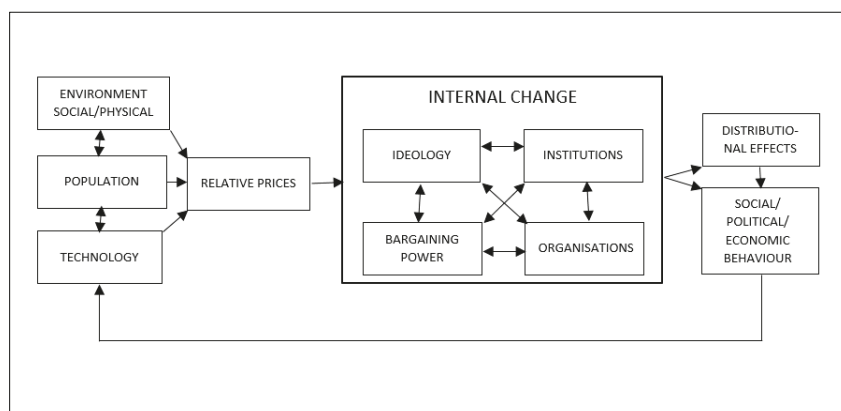 ENVIRONMENT
SOCIAL/PHYSICAL
POPULATION
TECHNOLOGY
RELATIVE PRICES
INTERNAL CHANGE
IDEOLOGY
INSTITUTIONS
BARGAINING
POWER
ORGANISATIONS
DISTRIBUTIO-
NAL EFFECTS
SOCIAL/
POLITICAL/
ECONOMIC
BEHAVIOUR